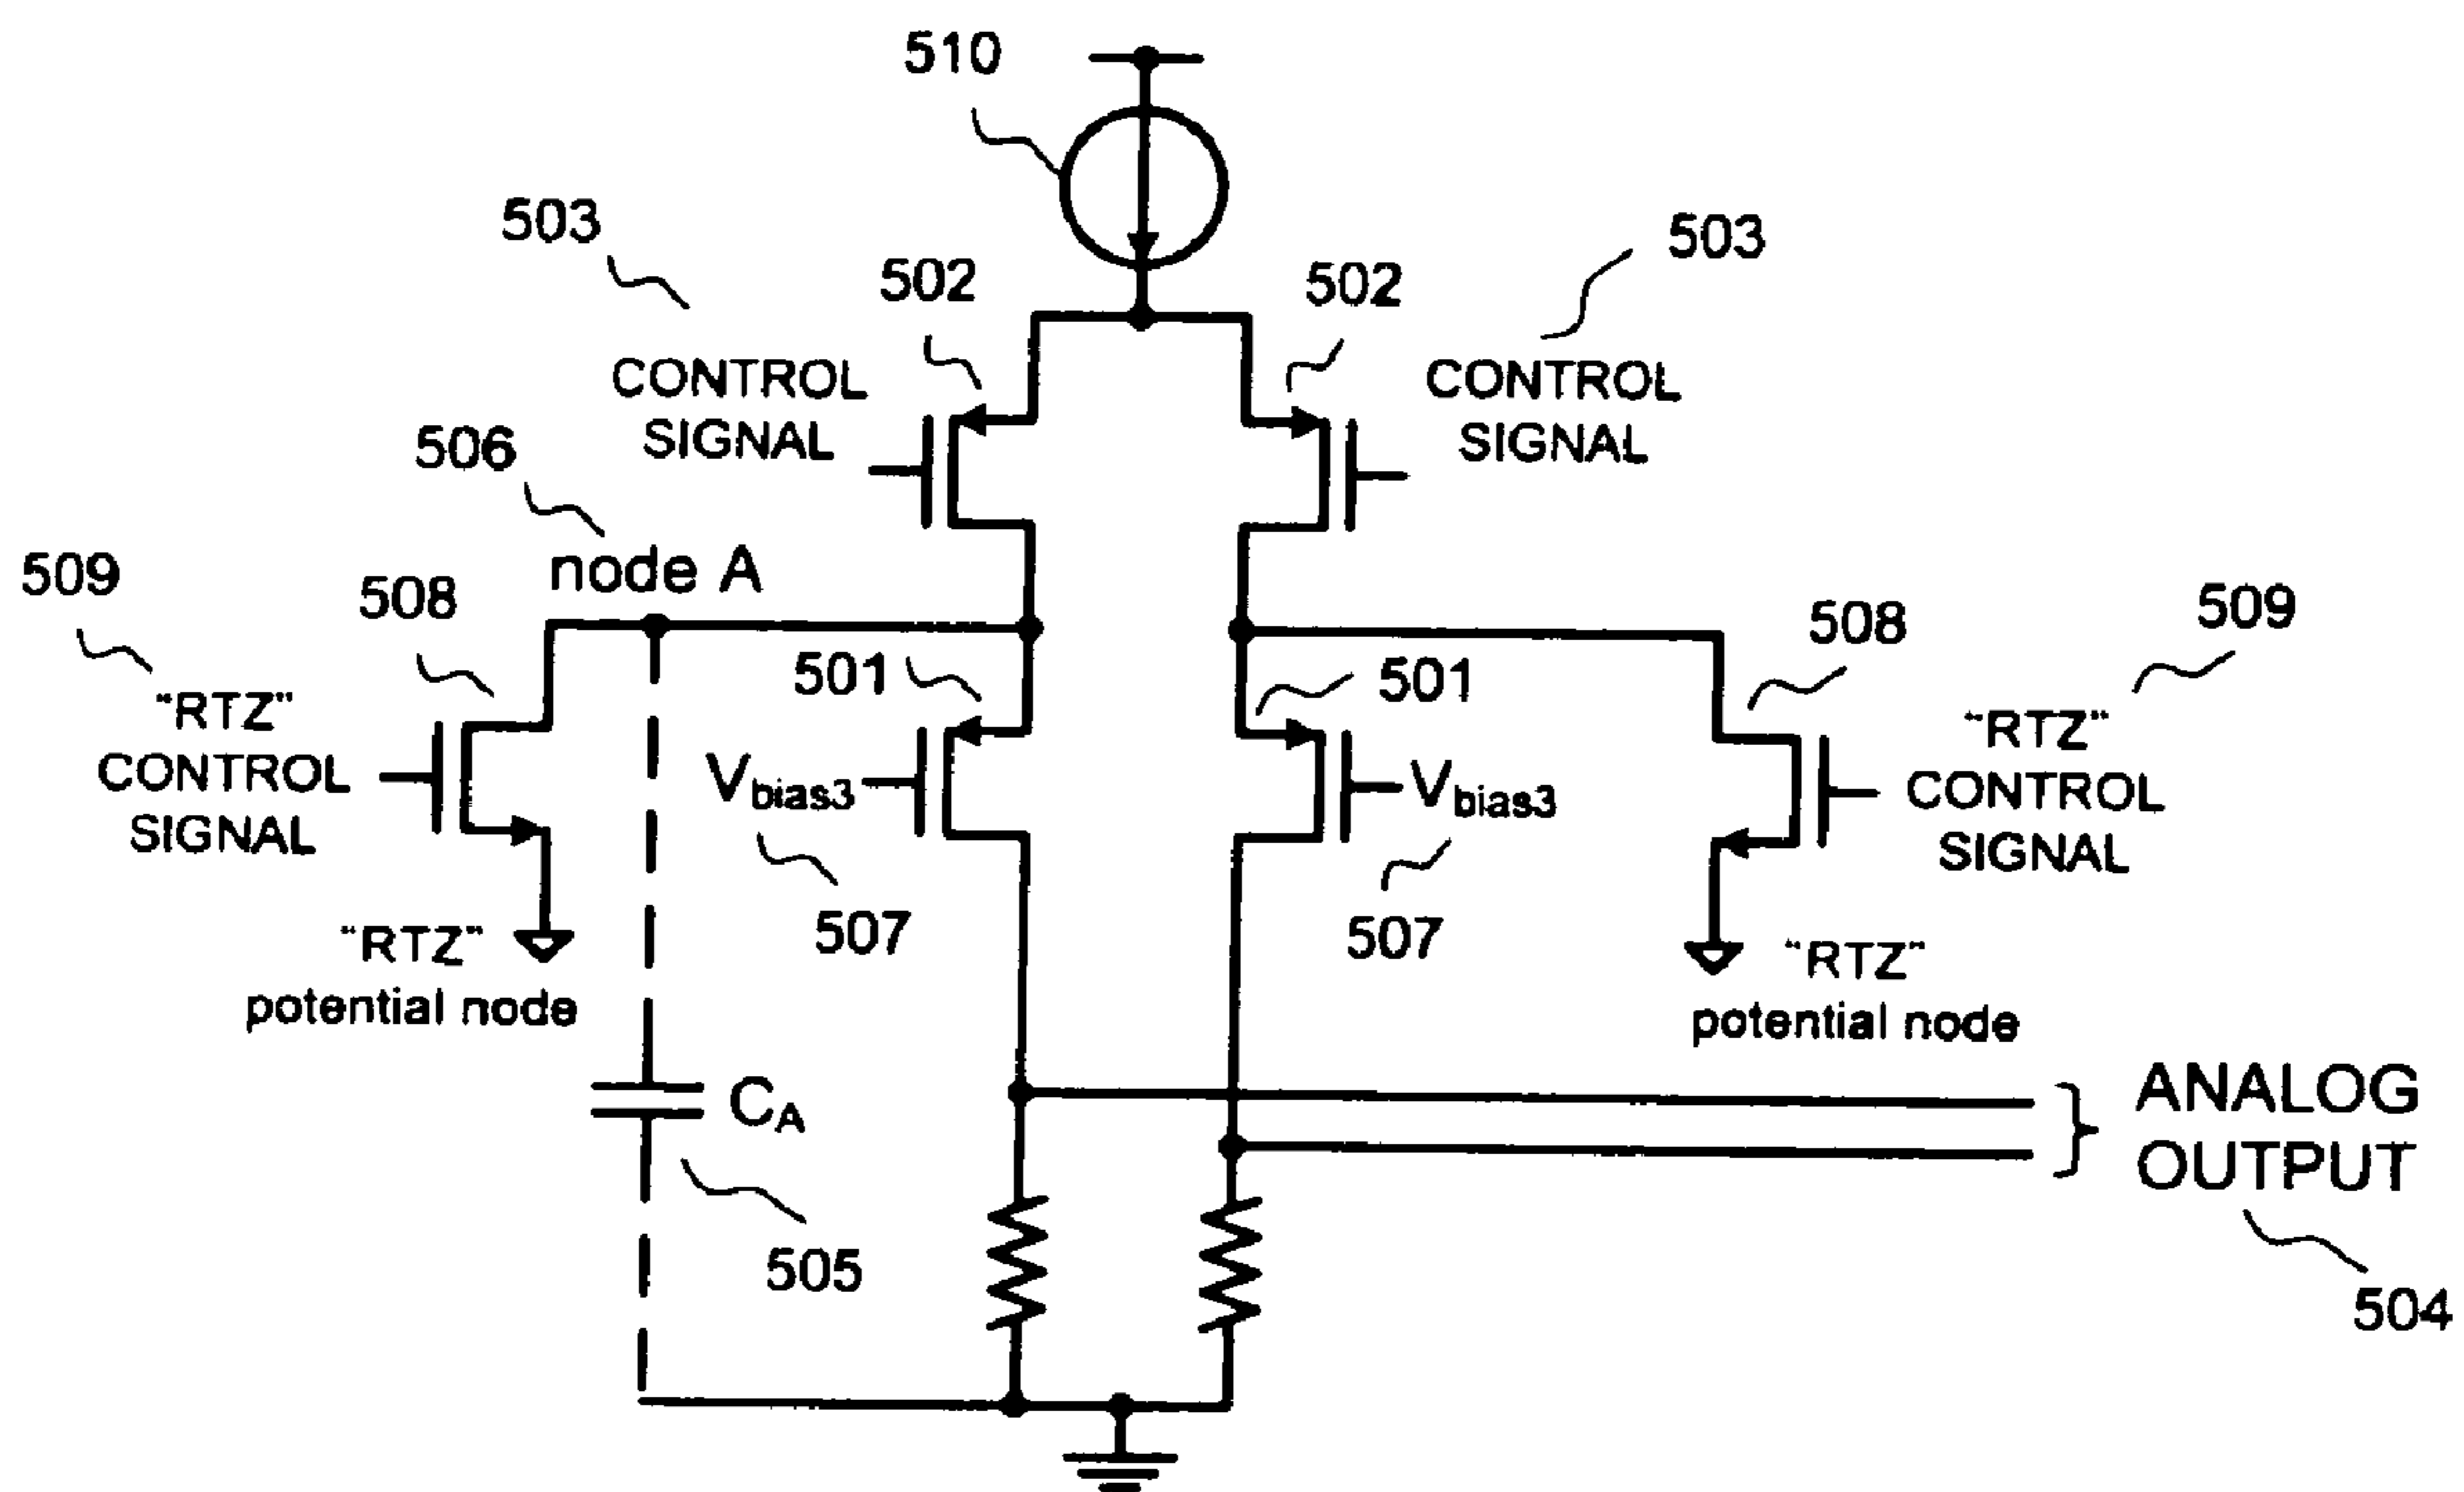 510
503
503
502
502
CONTROL
SIGNAL
CONTROL
SIGNAL
506
node A
509
508
509
508
501
501
"RTZ"
CONTROL
SIGNAL
Vbias3
Vbias3
"RTZ"
CONTROL
SIGNAL
507
507
"RTZ"
potential node
"RTZ"
potential node
CA
ANALOG
OUTPUT
505
504